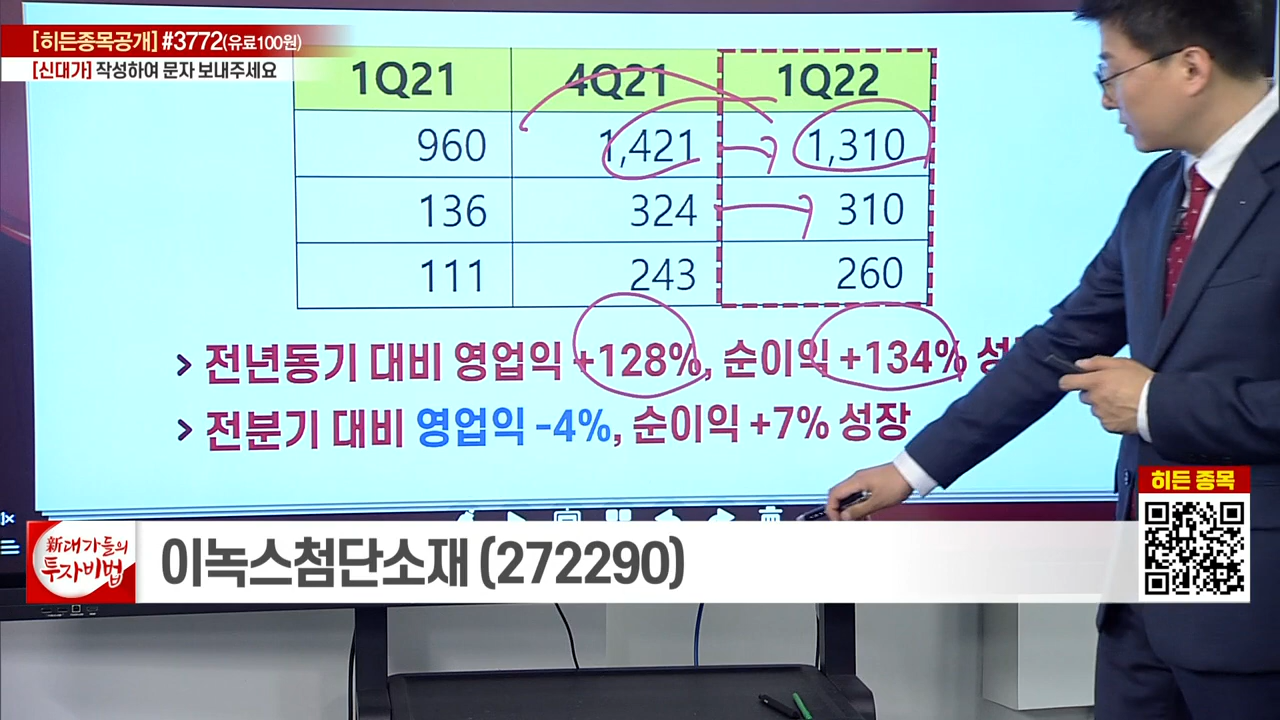 [히든종목공개] #3772(유료100원)
[신대가] 작성하여 문자 보내주세요
1Q21 4Q21 1Q22
960 1,421 1,310
136 324 310
111 243 260
> 전년동기 대비 영업익 +128%, 순이익 +134%
> 전분기 대비 영업익 -4%, 순이익 +7% 성장
히든 종목
新대가들의
투자비법
이녹스첨단소재 (272290)